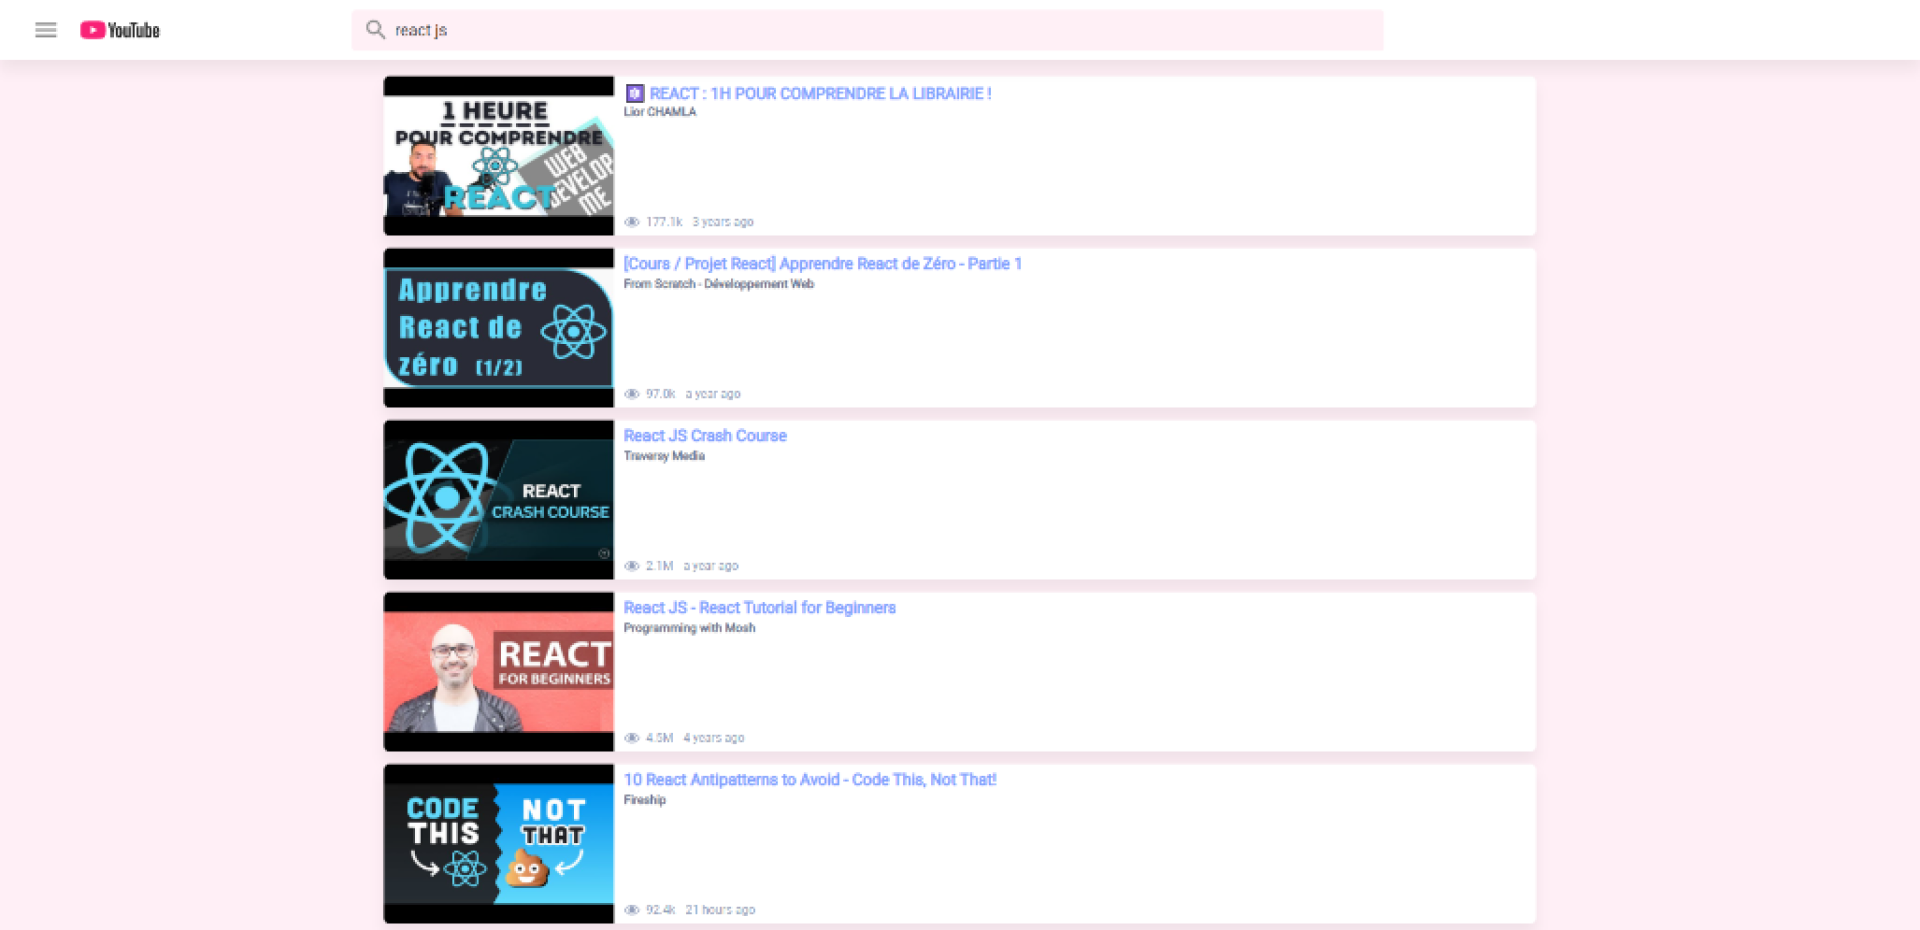 YouTube
react js
1 HEURE
POUR COMPRENDRE
REACT
WEB
DEVELOP
ME
REACT : 1H POUR COMPRENDRE LA LIBRAIRIE !
Lior CHAMLA
177.1k 3 years ago
Apprendre
React de
zéro (1/2)
[Cours / Projet React] Apprendre React de Zéro - Partie 1
From Scratch - Développement Web
97.0k a year ago
REACT
CRASH COURSE
React JS Crash Course
Traversy Media
2.1M a year ago
REACT
FOR BEGINNERS
React JS - React Tutorial for Beginners
Programming with Mosh
4.5M 4 years ago
CODE
THIS
NOT
THAT
10 React Antipatterns to Avoid - Code This, Not That!
Fireship
92.4k 21 hours ago